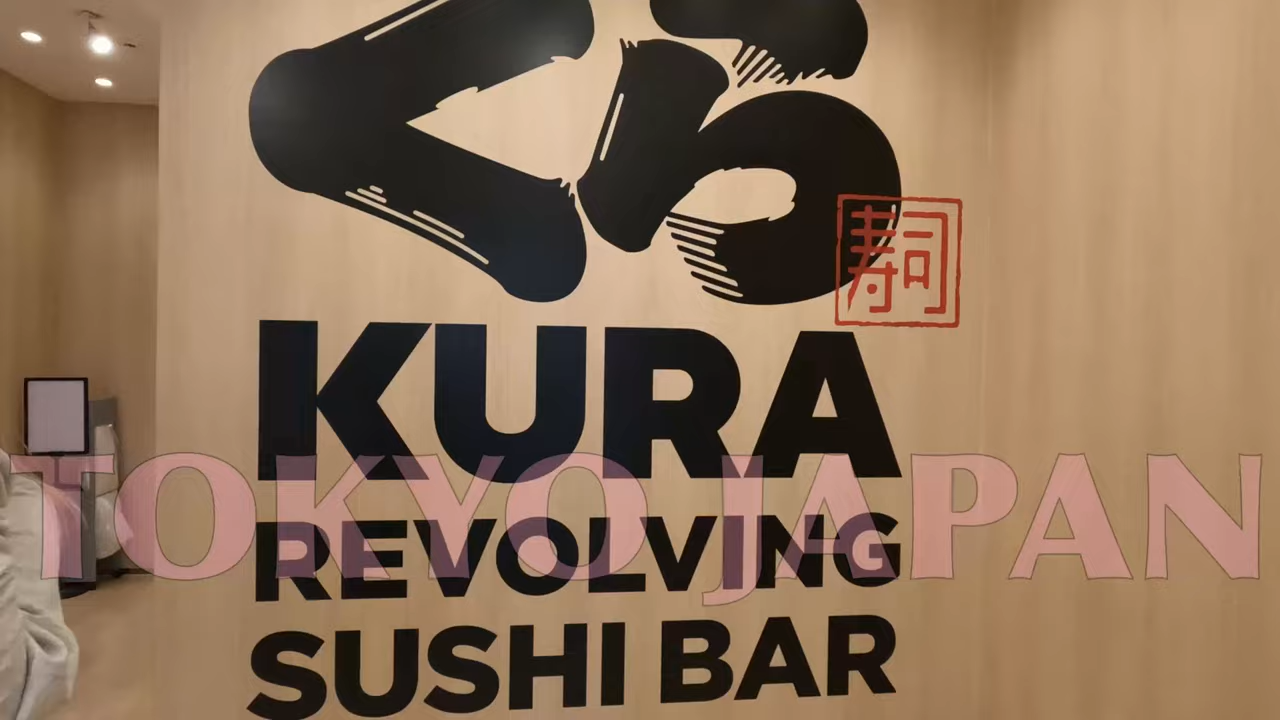 くら
寿司
KURA
TOKYO JAPAN
REVOLVING
SUSHI BAR